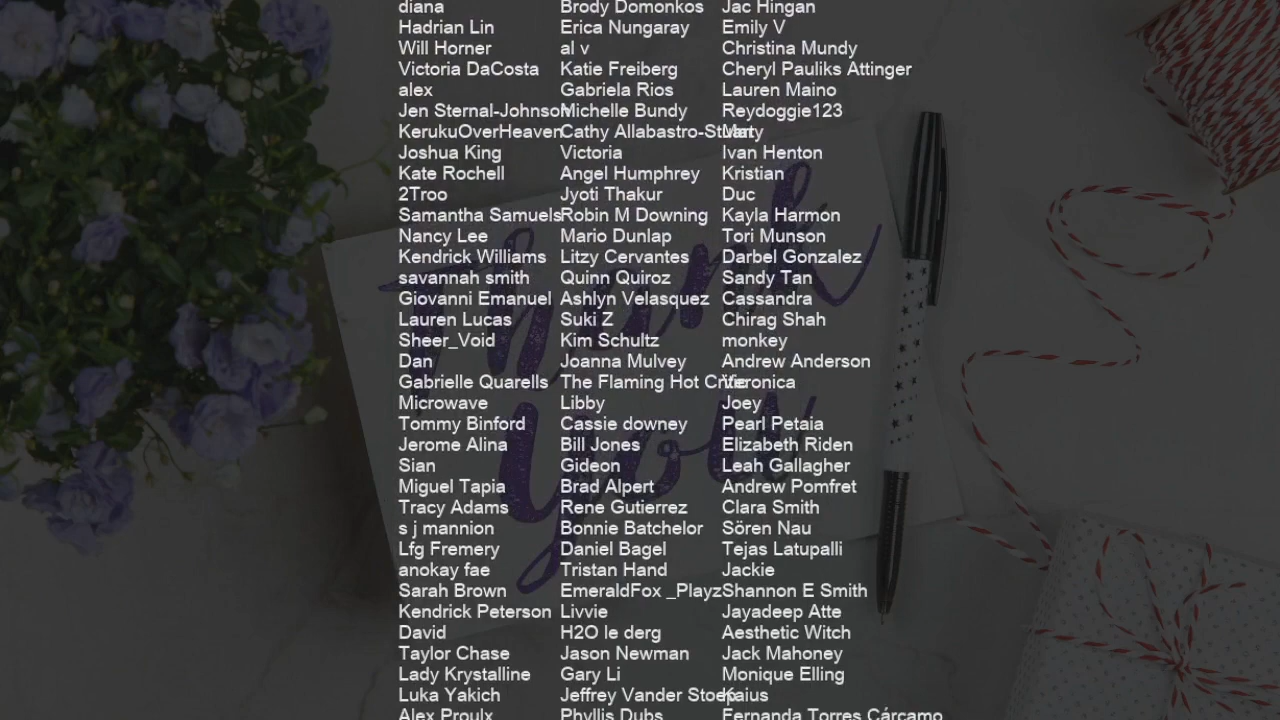 diana Brody Domonkos Jac Hingan
Hadrian Lin Erica Nungaray Emily V
Will Horner al v Christina Mundy
Victoria DaCosta Katie Freiberg Cheryl Pauliks Attinger
alex Gabriela Rios Lauren Maino
Jen Sternal-Johnson Michelle Bundy Reydoggie123
KerukuOverHeaven Cathy Allabastro-Stuart Maty
Joshua King Victoria Ivan Henton
Kate Rochell Angel Humphrey Kristian
2Troo Jyoti Thakur Duc
Samantha Samuels Robin M Downing Kayla Harmon
Nancy Lee Mario Dunlap Tori Munson
Kendrick Williams Litzy Cervantes Darbel Gonzalez
savannah smith Quinn Quiroz Sandy Tan
Giovanni Emanuel Ashlyn Velasquez Cassandra
Lauren Lucas Suki Z Chirag Shah
Sheer_Void Kim Schultz monkey
Dan Joanna Mulvey Andrew Anderson
Gabrielle Quarells The Flaming Hot Critic Veronica
Microwave Libby Joey
Tommy Binford Cassie downey Pearl Petaia
Jerome Alina Bill Jones Elizabeth Riden
Sian Gideon Leah Gallagher
Miguel Tapia Brad Alpert Andrew Pomfret
Tracy Adams Rene Gutierrez Clara Smith
s j mannion Bonnie Batchelor Sören Nau
Lfg Fremery Daniel Bagel Tejas Latupalli
anokay fae Tristan Hand Jackie
Sarah Brown EmeraldFox _Playz Shannon E Smith
Kendrick Peterson Livvie Jayadeep Atte
David H2O le derg Aesthetic Witch
Taylor Chase Jason Newman Jack Mahoney
Lady Krystalline Gary Li Monique Elling
Luka Yakich Jeffrey Vander Stoep Kaius
Alex Proulx Phyllis Dubs Fernanda Torres Cárcamo
Thank
you